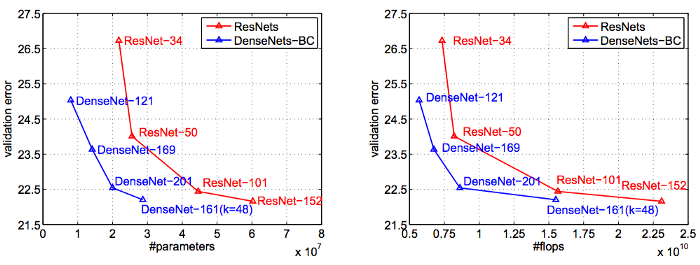 27.5
26.5
25.5
24.5
23.5
22.5
21.5
validation error
ResNets
DenseNets-BC
ResNet-34
DenseNet-121
ResNet-50
DenseNet-169
DenseNet-201
ResNet-101
ResNet-152
DenseNet-161(k=48)
0 1 2 3 4 5 6 7 8
#parameters
x 10^7
27.5
26.5
25.5
24.5
23.5
22.5
21.5
validation error
ResNets
DenseNets-BC
ResNet-34
DenseNet-121
ResNet-50
DenseNet-169
DenseNet-201
ResNet-101
ResNet-152
DenseNet-161(k=48)
0.5 0.75 1 1.25 1.5 1.75 2 2.25 2.5
#flops
x 10^10